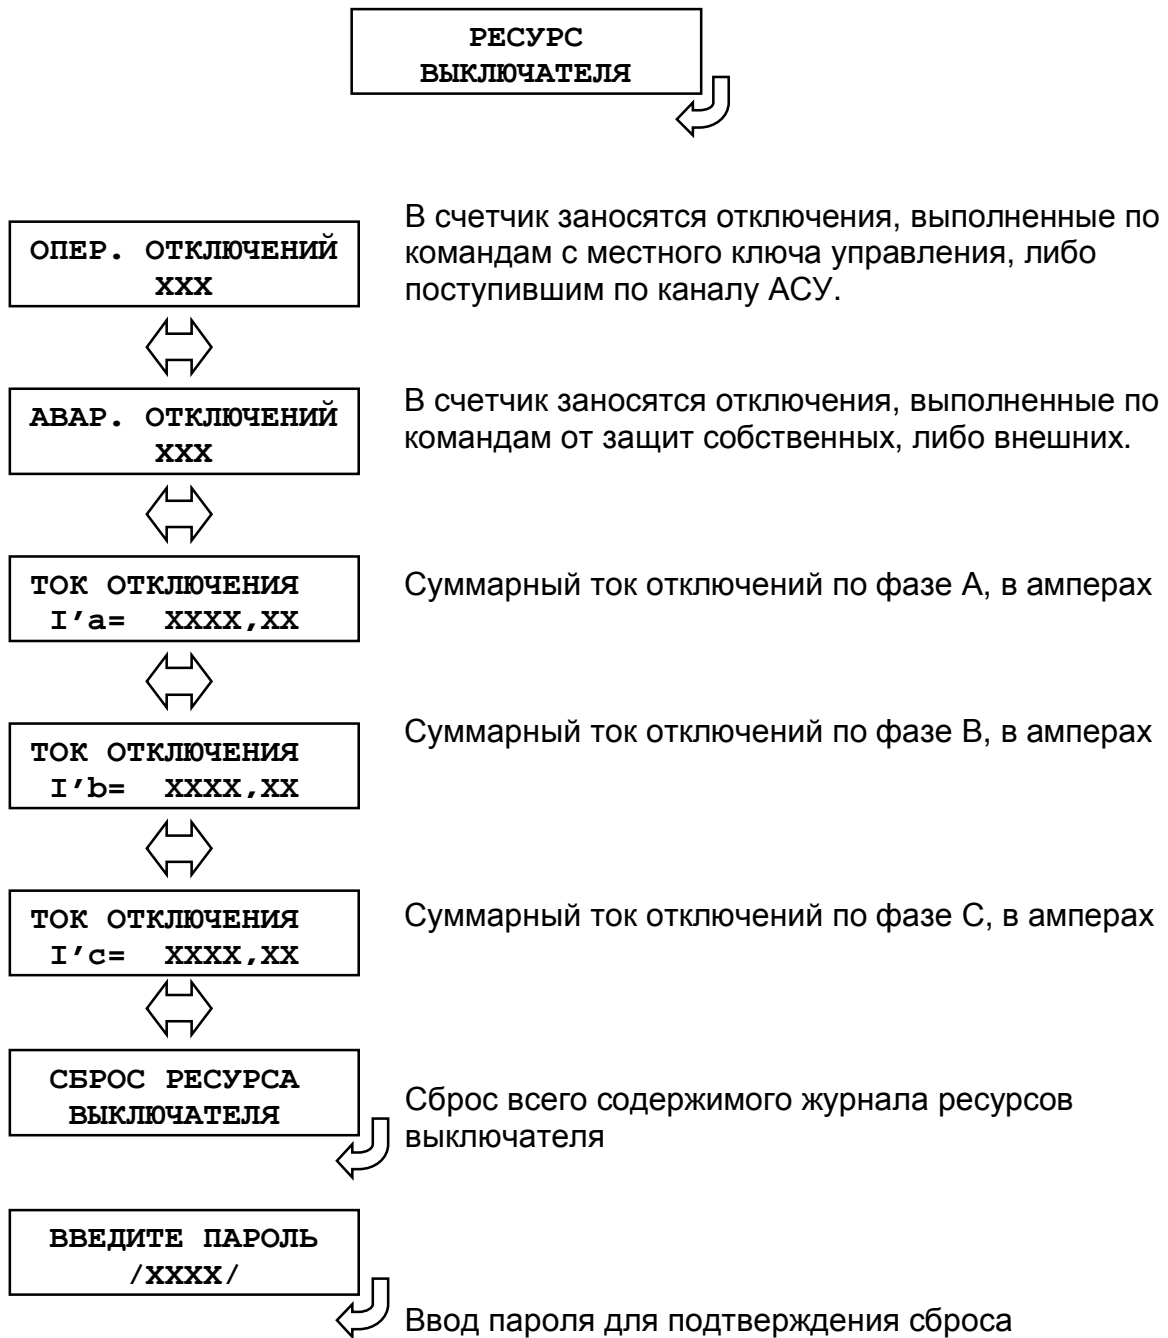 РЕСУРС
ВЫКЛЮЧАТЕЛЯ
ОПЕР. ОТКЛЮЧЕНИЙ
XXX
В счетчик заносятся отключения, выполненные по
командам с местного ключа управления, либо
поступившим по каналу АСУ.
АВАР. ОТКЛЮЧЕНИЙ
XXX
В счетчик заносятся отключения, выполненные по
командам от защит собственных, либо внешних.
ТОК ОТКЛЮЧЕНИЯ
I’a= XXXX,XX
Суммарный ток отключений по фазе А, в амперах
ТОК ОТКЛЮЧЕНИЯ
I’b= XXXX,XX
Суммарный ток отключений по фазе В, в амперах
ТОК ОТКЛЮЧЕНИЯ
I’c= XXXX,XX
Суммарный ток отключений по фазе С, в амперах
СБРОС РЕСУРСА
ВЫКЛЮЧАТЕЛЯ
Сброс всего содержимого журнала ресурсов
выключателя
ВВЕДИТЕ ПАРОЛЬ
/XXXX/
Ввод пароля для подтверждения сброса